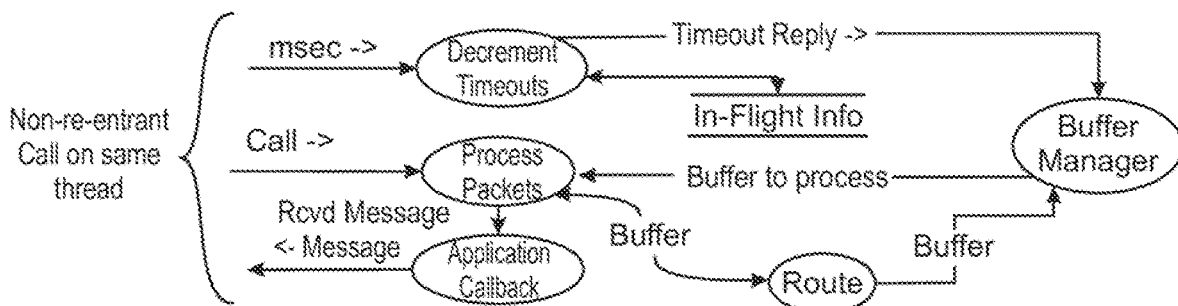 Non-re-entrant
Call on same
thread
msec ->
Decrement
Timeouts
Timeout Reply ->
In-Flight Info
Buffer
Manager
Call ->
Process
Packets
Buffer to process
Rcvd Message
<- Message
Application
Callback
Buffer
Route
Buffer